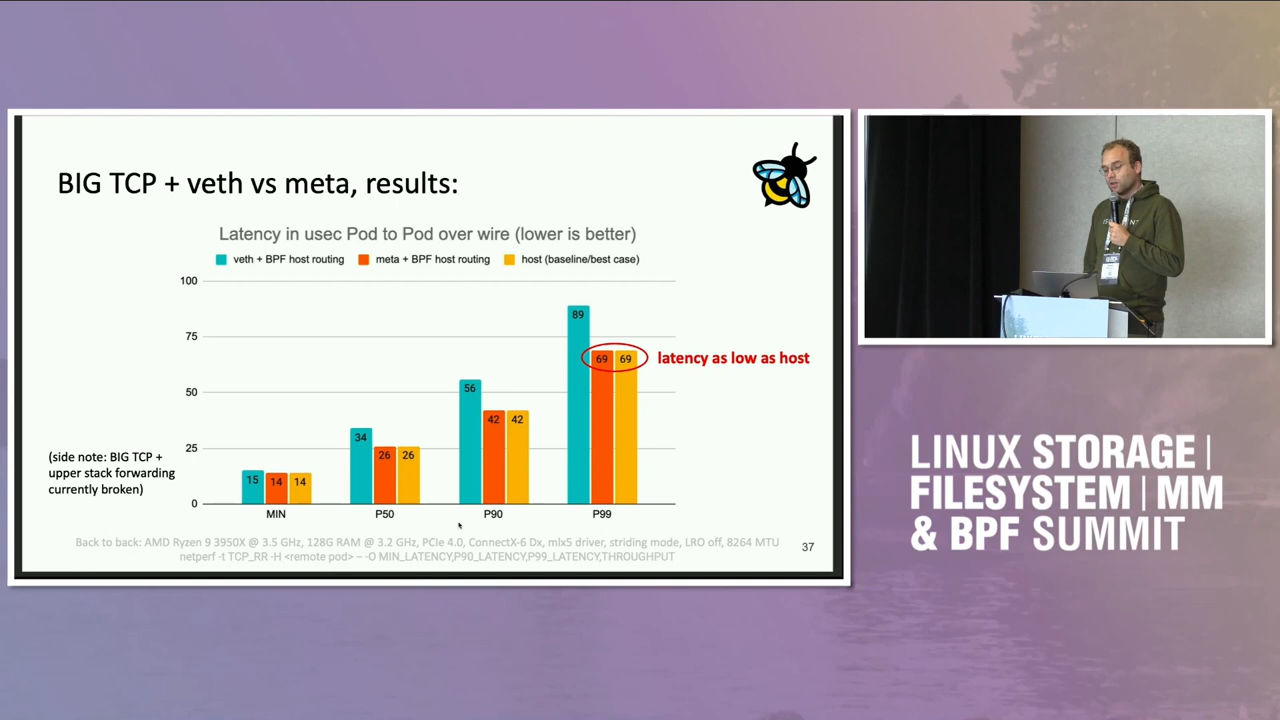 BIG TCP + veth vs meta, results:
Latency in usec Pod to Pod over wire (lower is better)
veth + BPF host routing
meta + BPF host routing
host (baseline/best case)
100
75
50
25
0
15
14
14
34
26
26
56
42
42
89
69
69
MIN
P50
P90
P99
latency as low as host
(side note: BIG TCP +
upper stack forwarding
currently broken)
Back to back: AMD Ryzen 9 3950X @ 3.5 GHz, 128G RAM @ 3.2 GHz, PCIe 4.0, ConnectX-6 Dx, mlx5 driver, striding mode, LRO off, 8264 MTU
netperf -t TCP_RR -H <remote pod> – -O MIN_LATENCY,P90_LATENCY,P99_LATENCY,THROUGHPUT
37
LINUX STORAGE |
FILESYSTEM | MM
& BPF SUMMIT